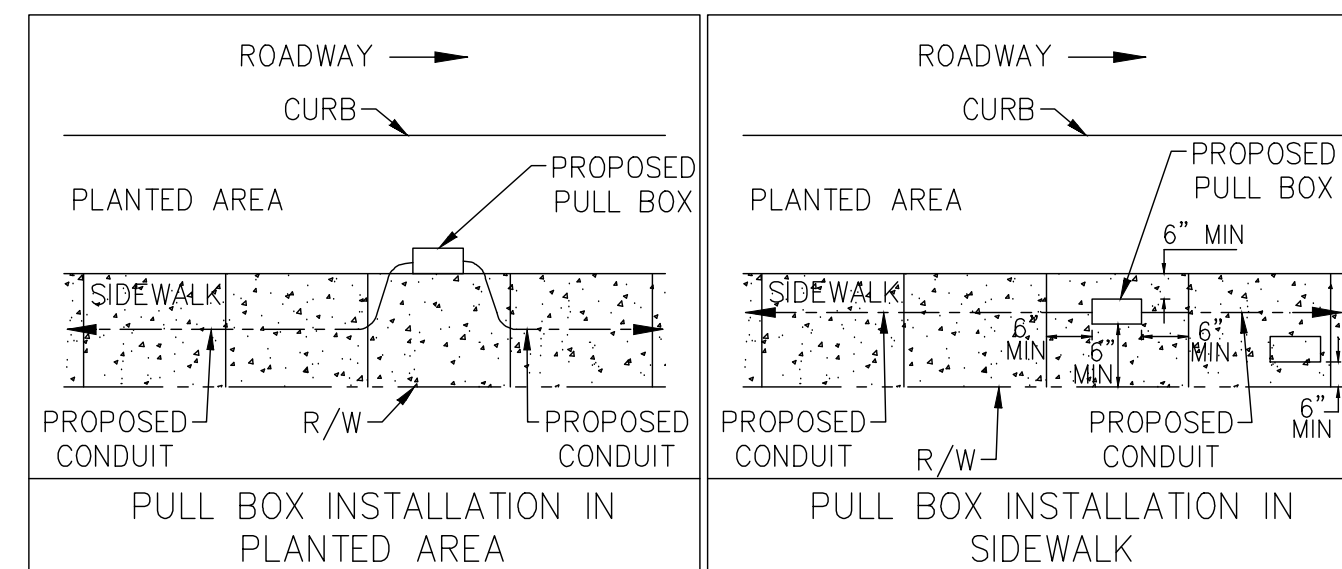 ROADWAY
CURB
PROPOSED
PULL BOX
PLANTED AREA
SIDEWALK
PROPOSED
CONDUIT
R/W
PROPOSED
CONDUIT
PULL BOX INSTALLATION IN
PLANTED AREA
ROADWAY
CURB
PROPOSED
PULL BOX
PLANTED AREA
6” MIN
SIDEWALK
6”
MIN
6”
MIN
6”
MIN
6”
MIN
PROPOSED
CONDUIT
R/W
PROPOSED
CONDUIT
PULL BOX INSTALLATION IN
SIDEWALK